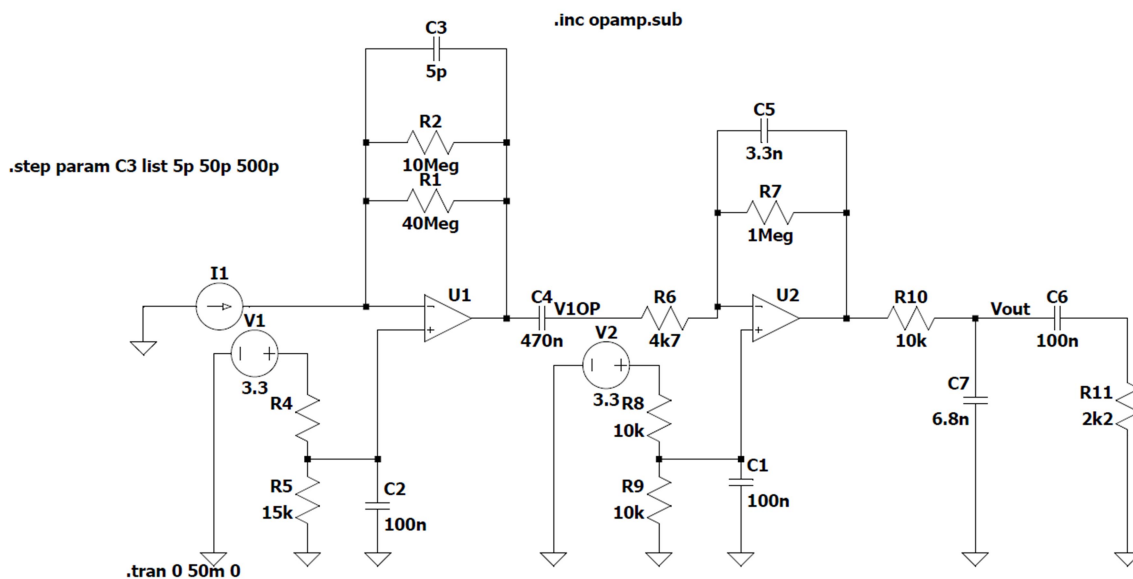 .inc opamp.sub
C3
5p
R2
10Meg
R1
40Meg
.step param C3 list 5p 50p 500p
C5
3.3n
R7
1Meg
I1
U1
C4
470n
V1OP
R6
4k7
U2
R10
10k
Vout
C6
100n
V1
3.3
V2
3.3
R4
R5
15k
C2
100n
R8
10k
R9
10k
C1
100n
C7
6.8n
R11
2k2
.tran 0 50m 0